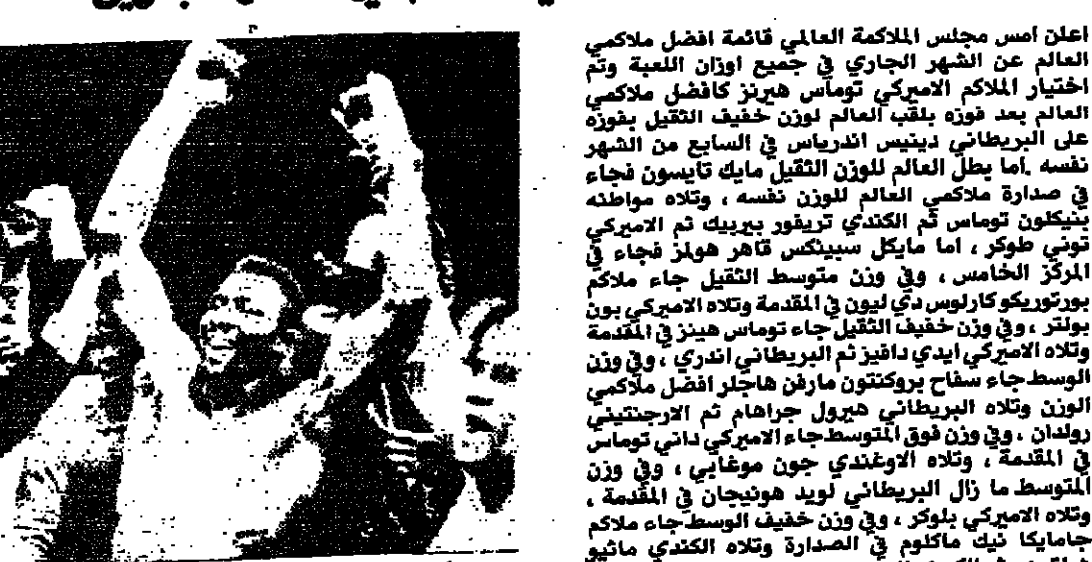 اعلن امس مجلس الملاكمة العالمي قائمة افضل ملاكمي
العالم عن الشهر الجاري في جميع اوزان اللعبة وتم
اختيار الملاكم الاميركي توماس هيرنز كافضل ملاكمي
العالم بعد فوزه بلقب العالم لوزن خفيف الثقيل بفوزه
على البريطاني دينيس اندرياس في السابع من الشهر
نفسه .اما بطل العالم للوزن الثقيل مايك تايسون فجاء
في صدارة ملاكمي العالم للوزن نفسه ، وتلاه مواطنه
بنيكلون توماس ثم الكندي تريفور بيربيك ثم الاميركي
توني طوكر ، اما مايكل سبينكس قاهر هولمز فجاء في
المركز الخامس ، وفي وزن متوسط الثقيل جاء ملاكم
بورتوريكو كارلوس دي ليون في المقدمة وتلاه الاميركي بون
بولتر ، وفي وزن خفيف الثقيل جاء توماس هينز في المقدمة
وتلاه الاميركي ايدي دافيز ثم البريطاني اندري ، وفي وزن
الوسط جاء سفاح بروكنتون مارفن هاجلر افضل ملاكمي
الوزن وتلاه البريطاني هيرول جراهام ثم الارجنتيني
رولدان ، وفي وزن فوق المتوسط جاء الاميركي داني توماس
في المقدمة ، وتلاه الاوغندي جون موغابي ، وفي وزن
المتوسط ما زال البريطاني لويد هونيجان في المقدمة ،
وتلاه الاميركي بلوكر ، وفي وزن خفيف الوسط جاء ملاكم
جامايكا نيك ماكلوم في الصدارة وتلاه الكندي ماثيو